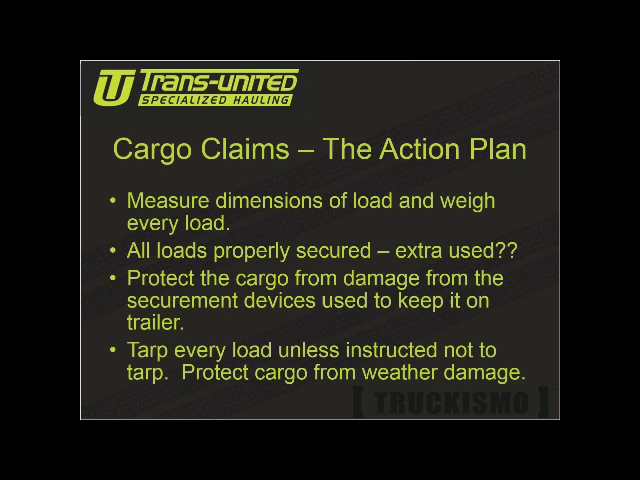 TU Trans-United
SPECIALIZED HAULING
Cargo Claims – The Action Plan
• Measure dimensions of load and weigh
every load.
• All loads properly secured – extra used??
• Protect the cargo from damage from the
securement devices used to keep it on
trailer.
• Tarp every load unless instructed not to
tarp.  Protect cargo from weather damage.
[ TRUCKISMO ]